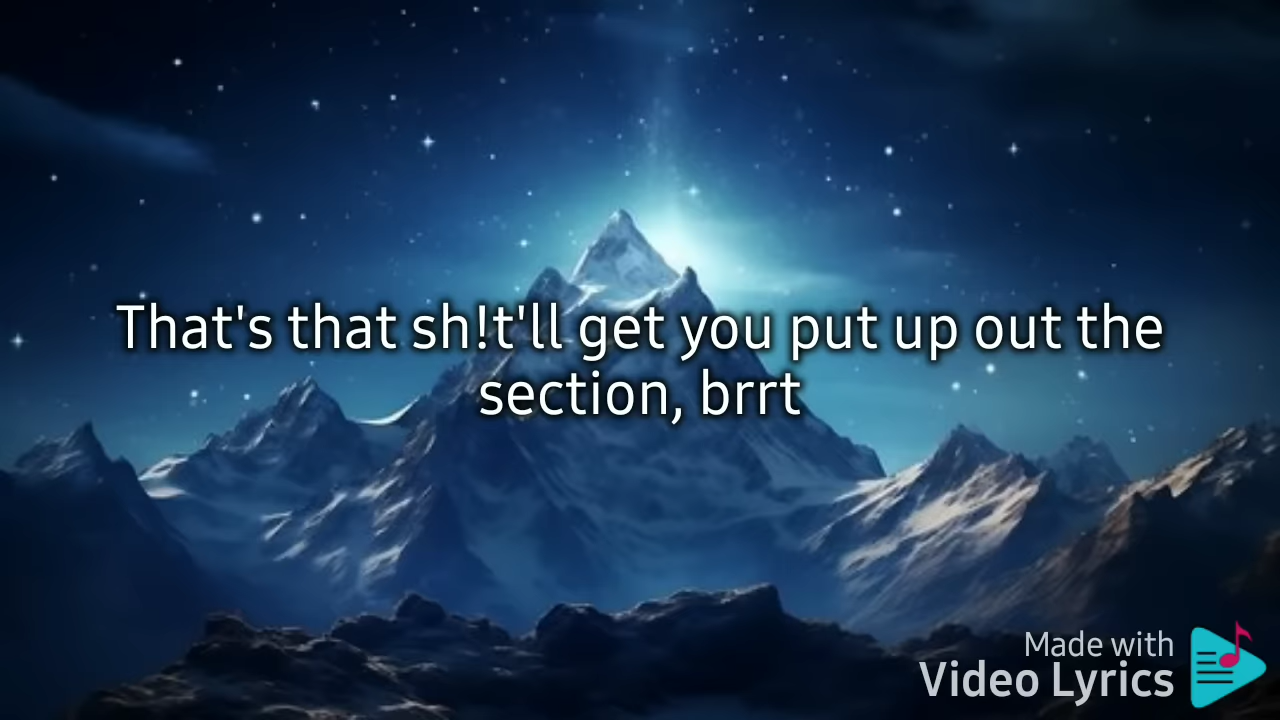 That's that sh!t'll get you put up out the
section, brrt
Made with
Video Lyrics